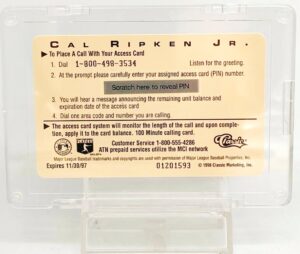 CAL RIPKEN JR.
To Place A Call With Your Access Card
1. Dial 1-800-498-3534 Listen for the greeting.
2. At the prompt please carefully enter your assigned access card (PIN) number.
Scratch here to reveal PIN
3. You will hear a message announcing the remaining unit balance and
expiration date of the access card
4. Dial area code and number you are calling.
The access card system will monitor the length of the call and upon comple-
tion, apply it to the card balance. 100 Minute calling card.
Customer Service 1-800-555-4286
ATN prepaid services utilize the MCI network
Classic
Major League Baseball trademarks and copyrights are used with permission of Major League Baseball Properties, Inc.
Expires 11/30/97 01201593 © 1996 Classic Marketing, Inc.